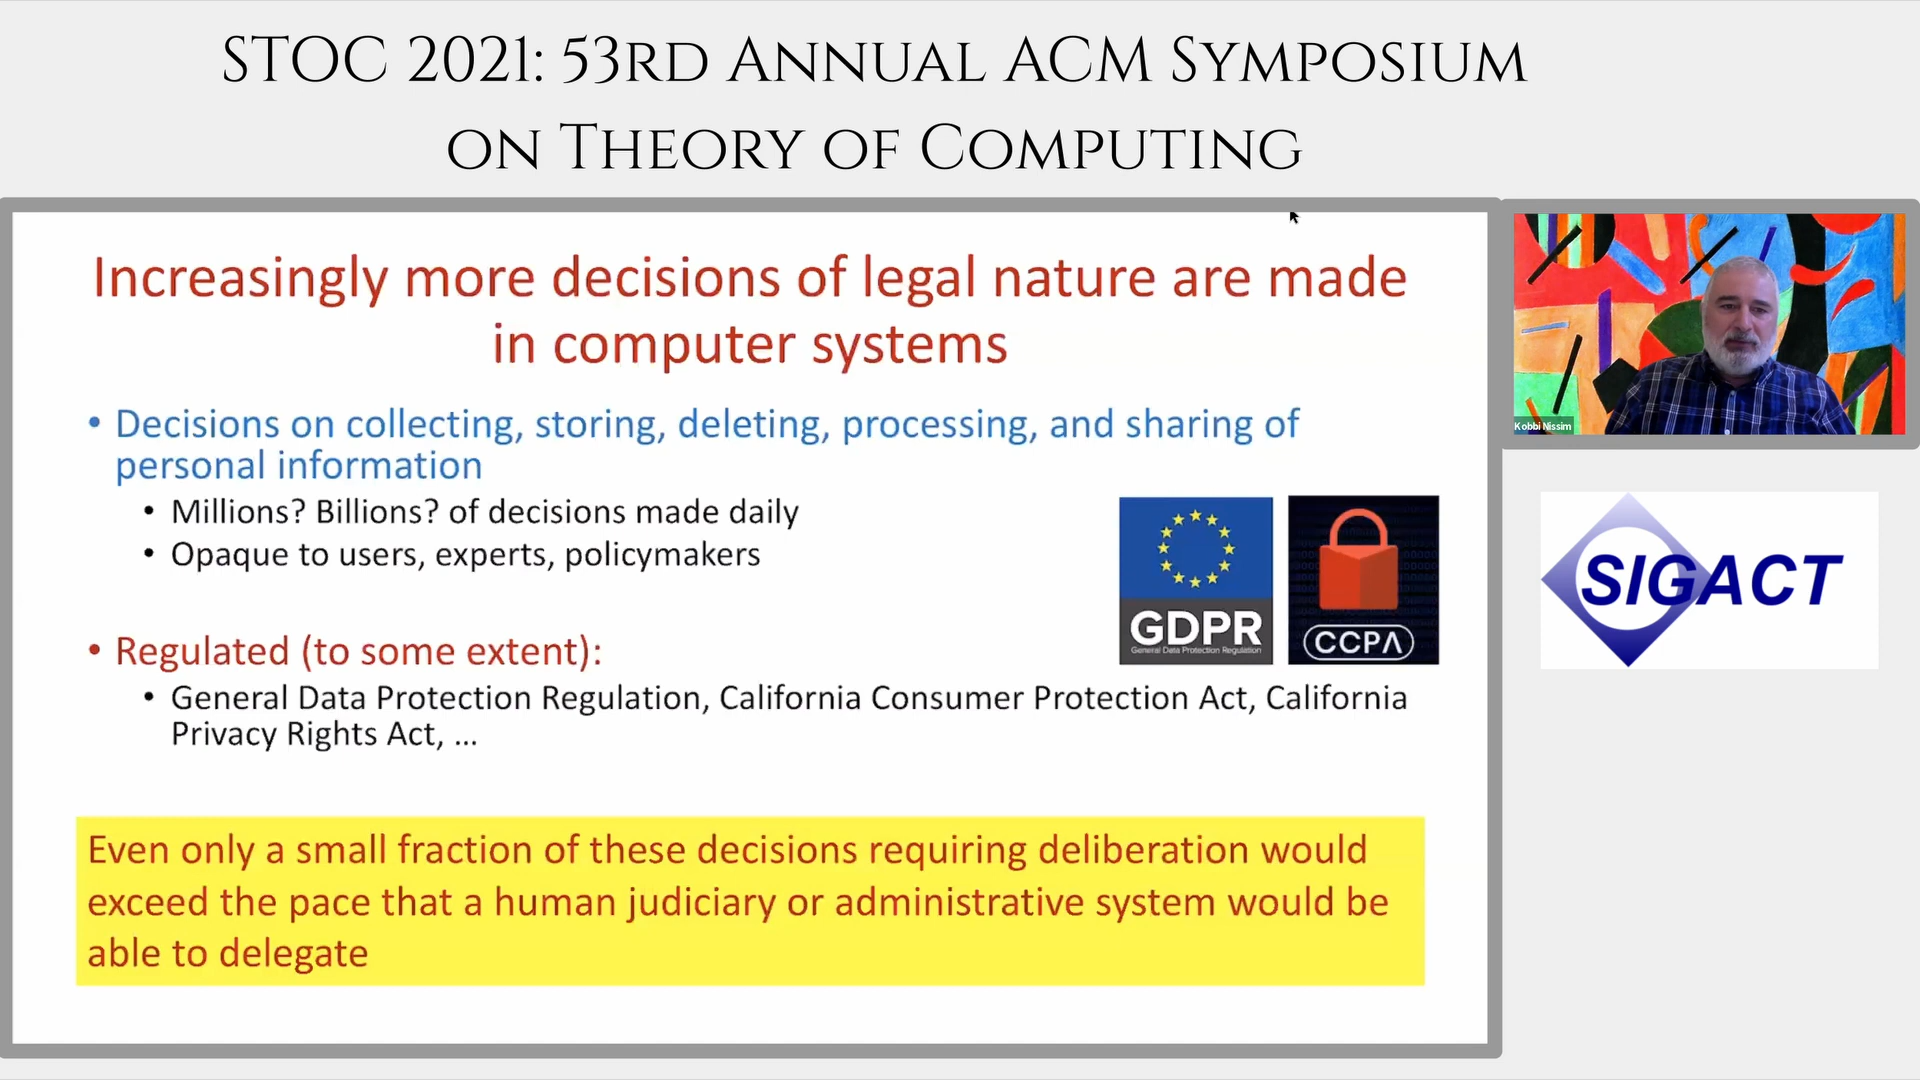 STOC 2021: 53rd Annual ACM Symposium
on Theory of Computing
Increasingly more decisions of legal nature are made
in computer systems
• Decisions on collecting, storing, deleting, processing, and sharing of
personal information
• Millions? Billions? of decisions made daily
• Opaque to users, experts, policymakers
GDPR
General Data Protection Regulation
CCPA
• Regulated (to some extent):
• General Data Protection Regulation, California Consumer Protection Act, California
Privacy Rights Act, ...
Even only a small fraction of these decisions requiring deliberation would
exceed the pace that a human judiciary or administrative system would be
able to delegate
Kobbi Nissim
SIGACT